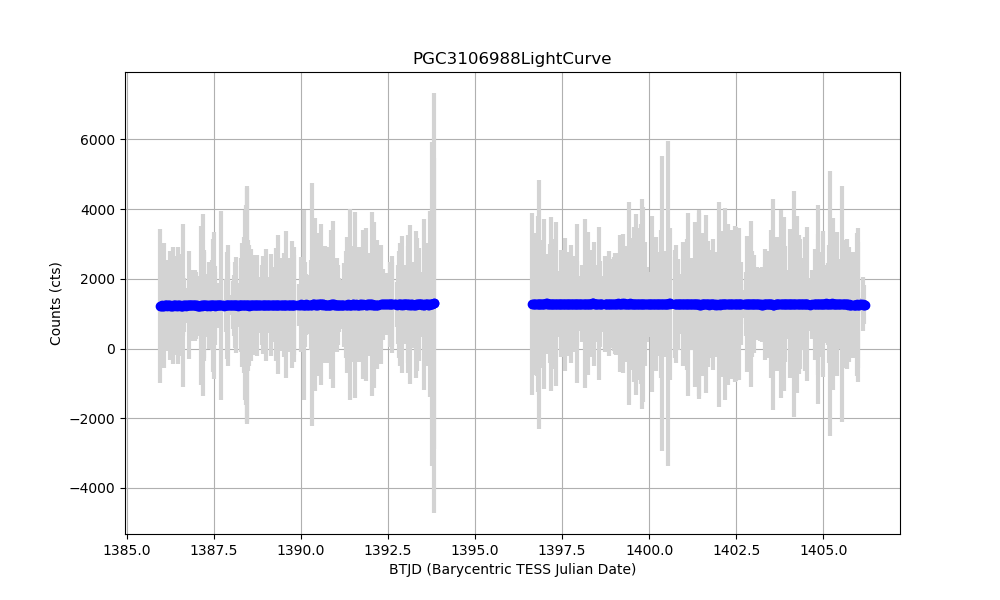 PGC3106988LightCurve
6000
4000
2000
0
−2000
−4000
Counts (cts)
1385.0 1387.5 1390.0 1392.5 1395.0 1397.5 1400.0 1402.5 1405.0
BTJD (Barycentric TESS Julian Date)